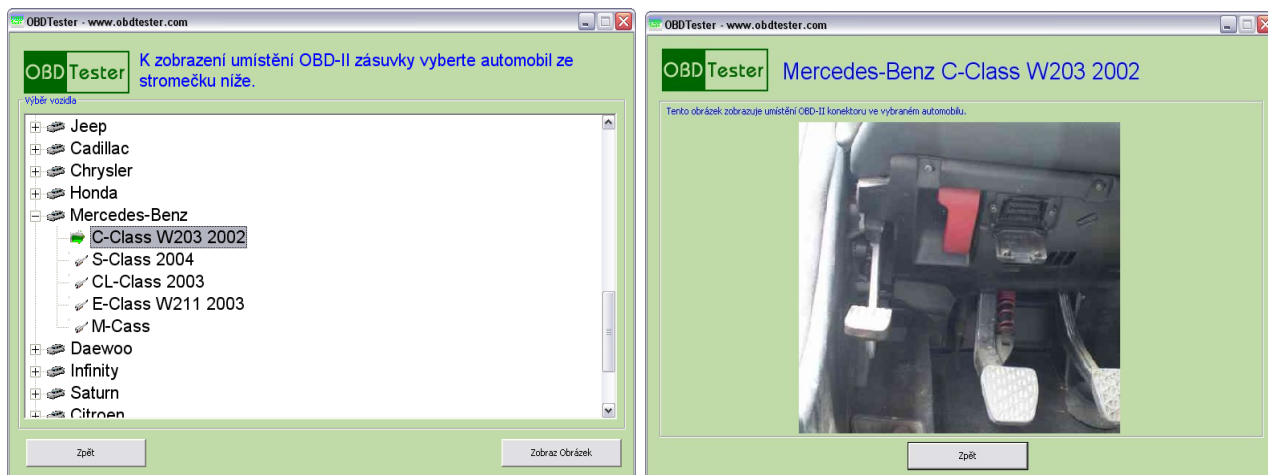 OBDTester - www.obdtester.com
OBD Tester
K zobrazení umístění OBD-II zásuvky vyberte automobil ze
stromečku níže.
Výběr vozidla
Jeep
Cadillac
Chrysler
Honda
Mercedes-Benz
C-Class W203 2002
S-Class 2004
CL-Class 2003
E-Class W211 2003
M-Cass
Daewoo
Infinity
Saturn
Citroen
Zpět
Zobraz Obrázek
OBDTester - www.obdtester.com
OBD Tester
Mercedes-Benz C-Class W203 2002
Tento obrázek zobrazuje umístění OBD-II konektoru ve vybraném automobilu.
Zpět